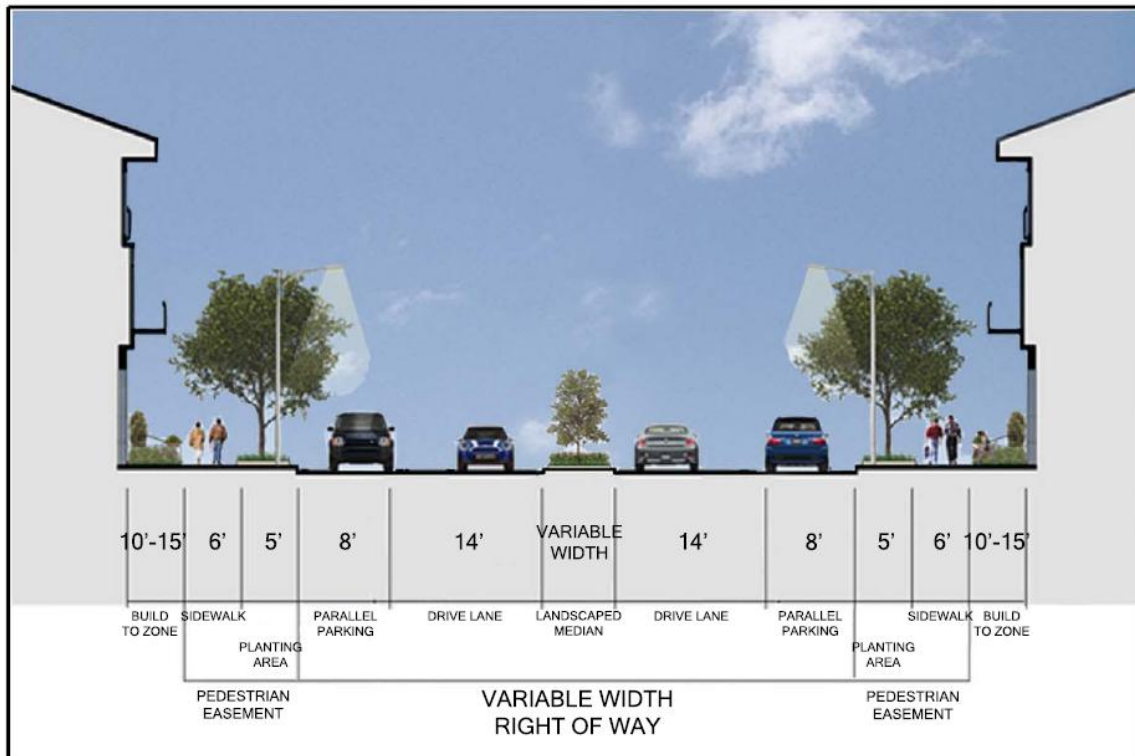 10'-15' 6' 5' 8' 14' VARIABLE WIDTH 14' 8' 5' 6' 10'-15'
BUILD TO ZONE
SIDEWALK
PLANTING AREA
PARALLEL PARKING
DRIVE LANE
LANDSCAPED MEDIAN
DRIVE LANE
PARALLEL PARKING
PLANTING AREA
SIDEWALK
BUILD TO ZONE
PEDESTRIAN EASEMENT
VARIABLE WIDTH
RIGHT OF WAY
PEDESTRIAN EASEMENT